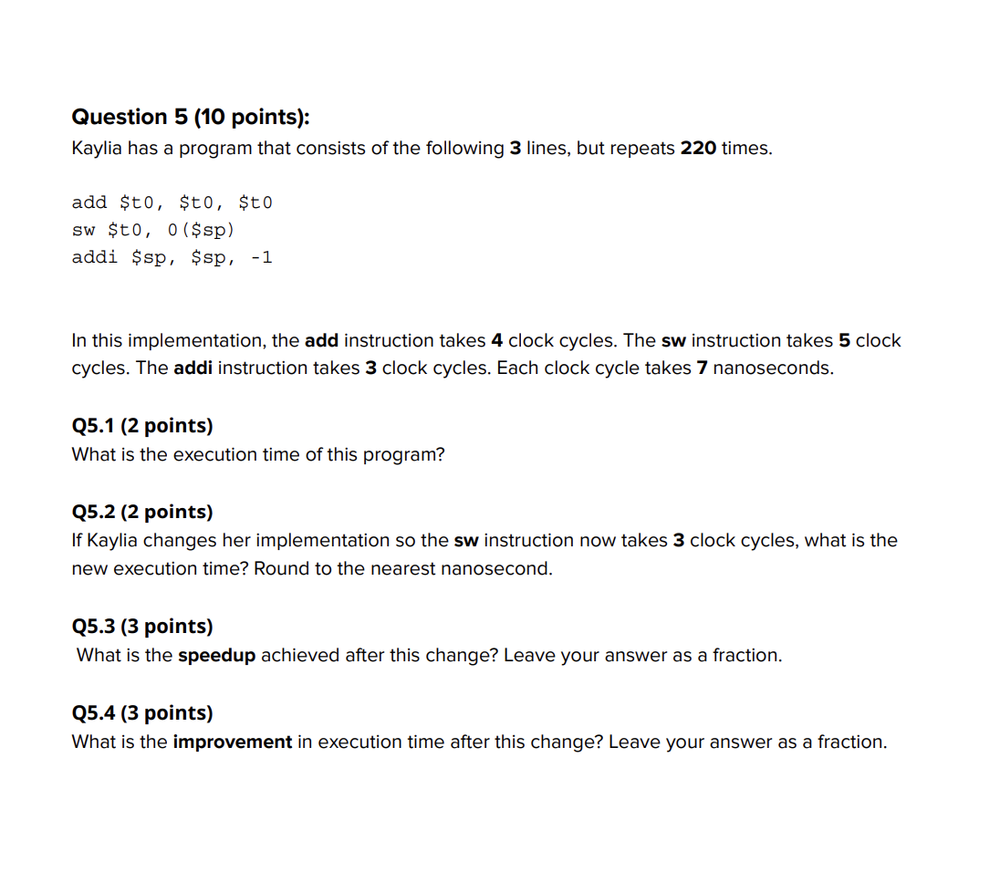 Question 5 (10 points):
Kaylia has a program that consists of the following 3 lines, but repeats 220 times.
add $t0, $t0, $t0
sw $t0, 0($sp)
addi $sp, $sp, -1
In this implementation, the add instruction takes 4 clock cycles. The sw instruction takes 5 clock
cycles. The addi instruction takes 3 clock cycles. Each clock cycle takes 7 nanoseconds.
Q5.1 (2 points)
What is the execution time of this program?
Q5.2 (2 points)
If Kaylia changes her implementation so the sw instruction now takes 3 clock cycles, what is the
new execution time? Round to the nearest nanosecond.
Q5.3 (3 points)
What is the speedup achieved after this change? Leave your answer as a fraction.
Q5.4 (3 points)
What is the improvement in execution time after this change? Leave your answer as a fraction.